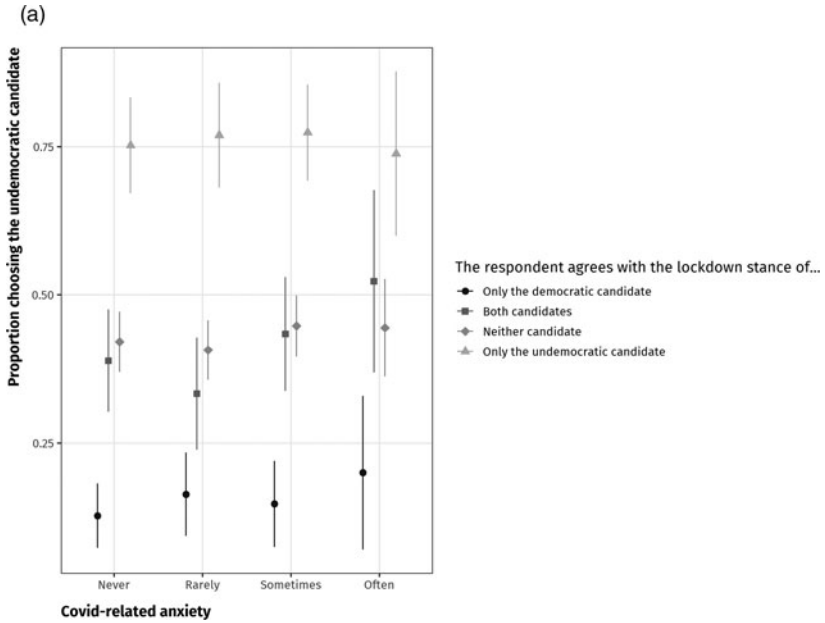 (a)
Proportion choosing the undemocratic candidate
0.75
0.50
0.25
Never Rarely Sometimes Often
Covid-related anxiety
The respondent agrees with the lockdown stance of...
Only the democratic candidate
Both candidates
Neither candidate
Only the undemocratic candidate